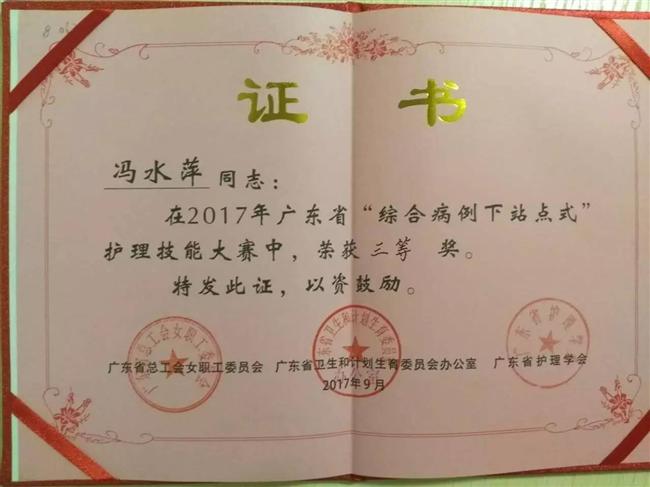 证 书
冯水萍 同志：
在2017年广东省“综合病例下站点式”
护理技能大赛中，荣获 三等 奖。
特发此证，以资鼓励。
广东省总工会女职工委员会 广东省卫生和计划生育委员会办公室 广东省护理学会
2017年9月